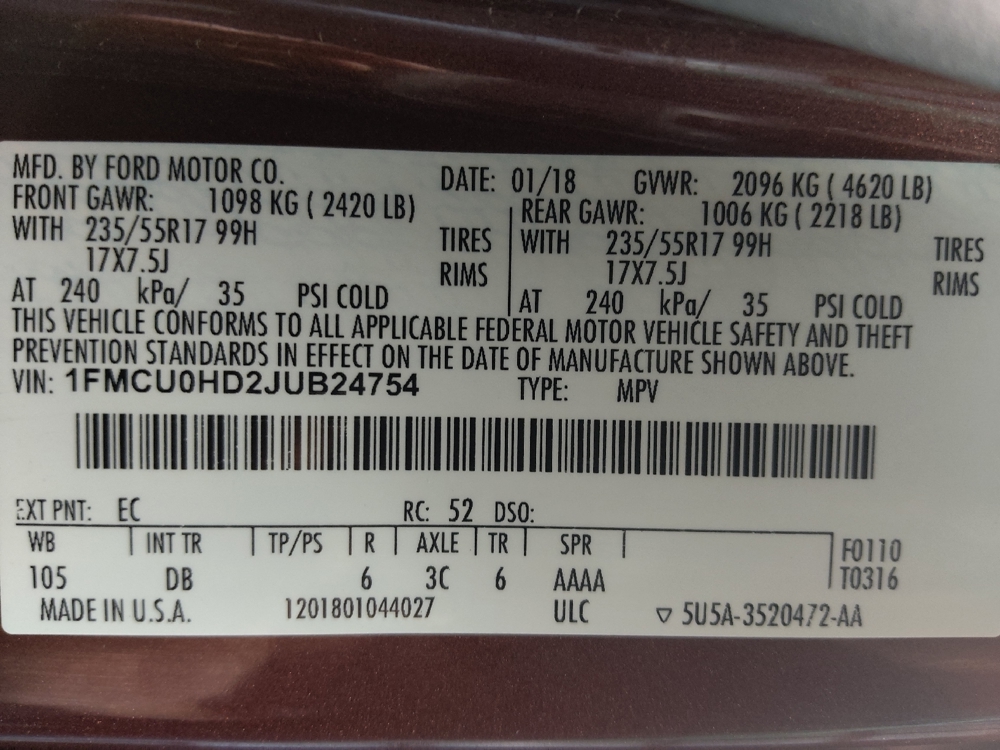 MFD. BY FORD MOTOR CO.
DATE: 01/18 GVWR: 2096 KG ( 4620 LB)
FRONT GAWR: 1098 KG ( 2420 LB)
WITH 235/55R17 99H TIRES
17X7.5J RIMS
AT 240 kPa/ 35 PSI COLD
REAR GAWR: 1006 KG ( 2218 LB)
WITH 235/55R17 99H TIRES
17X7.5J RIMS
AT 240 kPa/ 35 PSI COLD
THIS VEHICLE CONFORMS TO ALL APPLICABLE FEDERAL MOTOR VEHICLE SAFETY AND THEFT
PREVENTION STANDARDS IN EFFECT ON THE DATE OF MANUFACTURE SHOWN ABOVE.
VIN: 1FMCU0HD2JUB24754 TYPE: MPV
EXT PNT: EC RC: 52 DSO:
WB INT TR TP/PS R AXLE TR SPR F0110
105 DB 6 3C 6 AAAA T0316
MADE IN U.S.A. 1201801044027 ULC ▽ 5U5A-3520472-AA